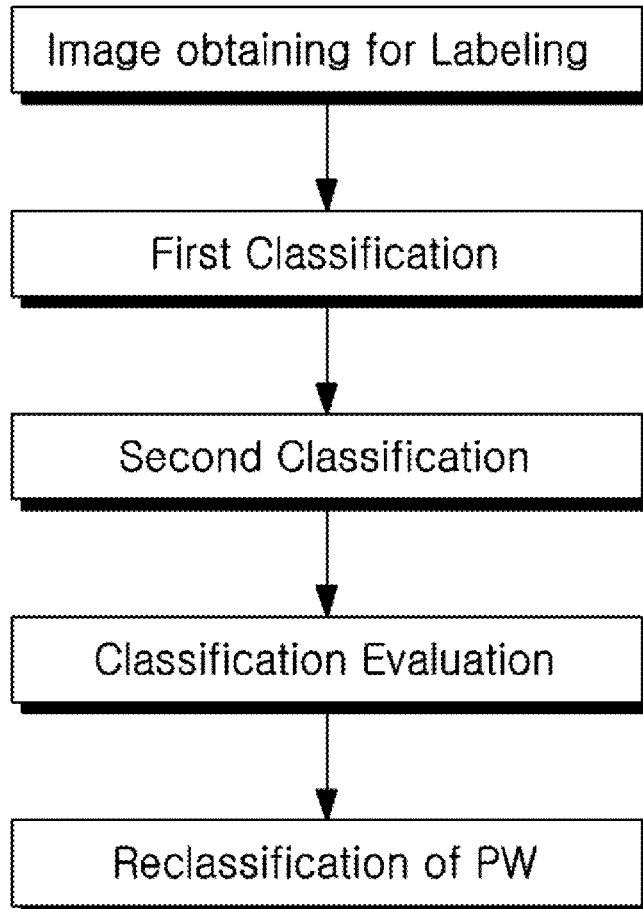 Image obtaining for Labeling
First Classification
Second Classification
Classification Evaluation
Reclassification of PW